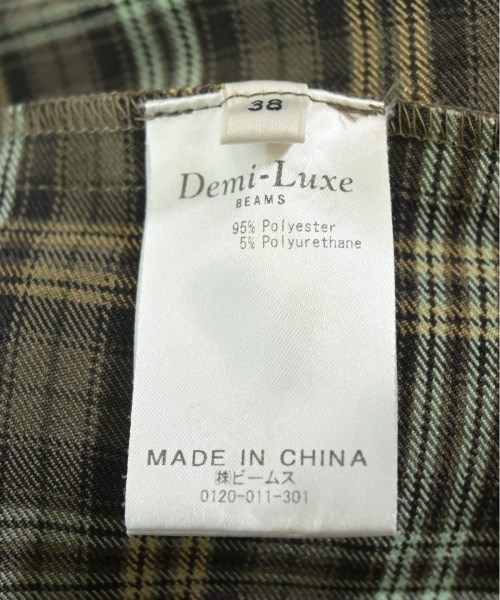 38
Demi-Luxe
BEAMS
95% Polyester
5% Polyurethane
MADE IN CHINA
㈱ビームス
0120-011-301